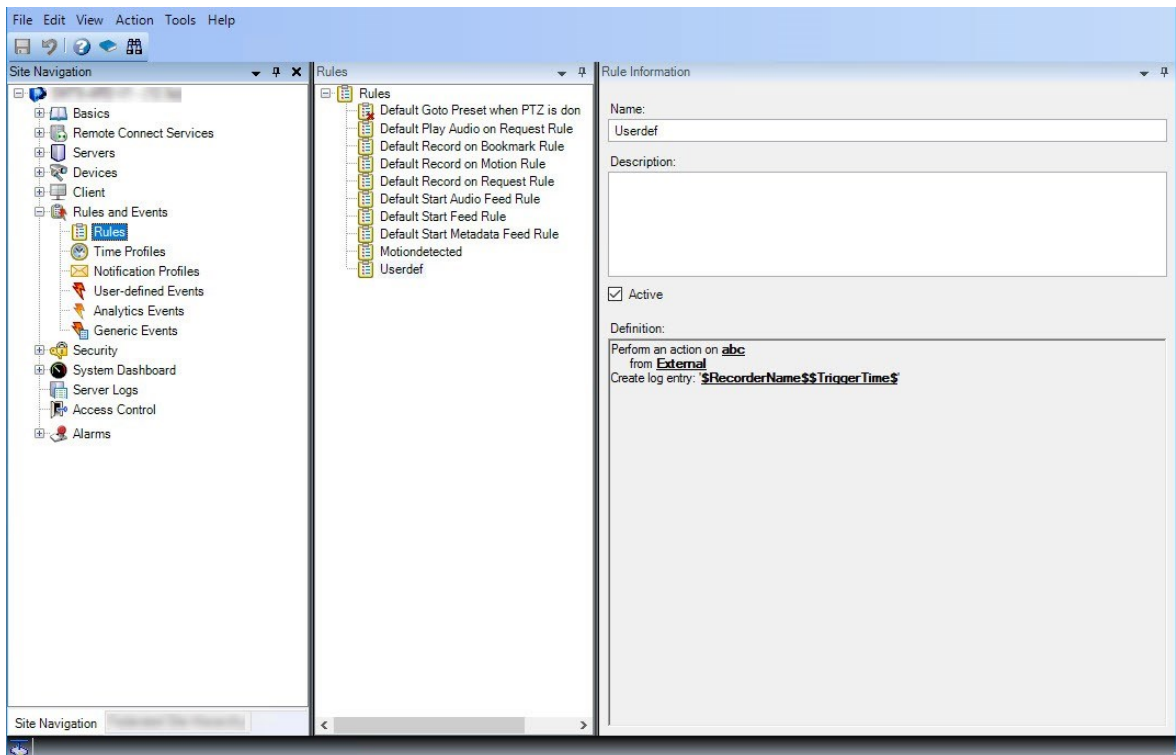 File Edit View Action Tools Help
Site Navigation
Basics
Remote Connect Services
Servers
Devices
Client
Rules and Events
Rules
Time Profiles
Notification Profiles
User-defined Events
Analytics Events
Generic Events
Security
System Dashboard
Server Logs
Access Control
Alarms
Site Navigation
Rules
Rules
Default Goto Preset when PTZ is don
Default Play Audio on Request Rule
Default Record on Bookmark Rule
Default Record on Motion Rule
Default Record on Request Rule
Default Start Audio Feed Rule
Default Start Feed Rule
Default Start Metadata Feed Rule
Motiondetected
Userdef
Rule Information
Name:
Userdef
Description:
Active
Definition:
Perform an action on abc
from External
Create log entry: '$RecorderName$$TriggerTime$'